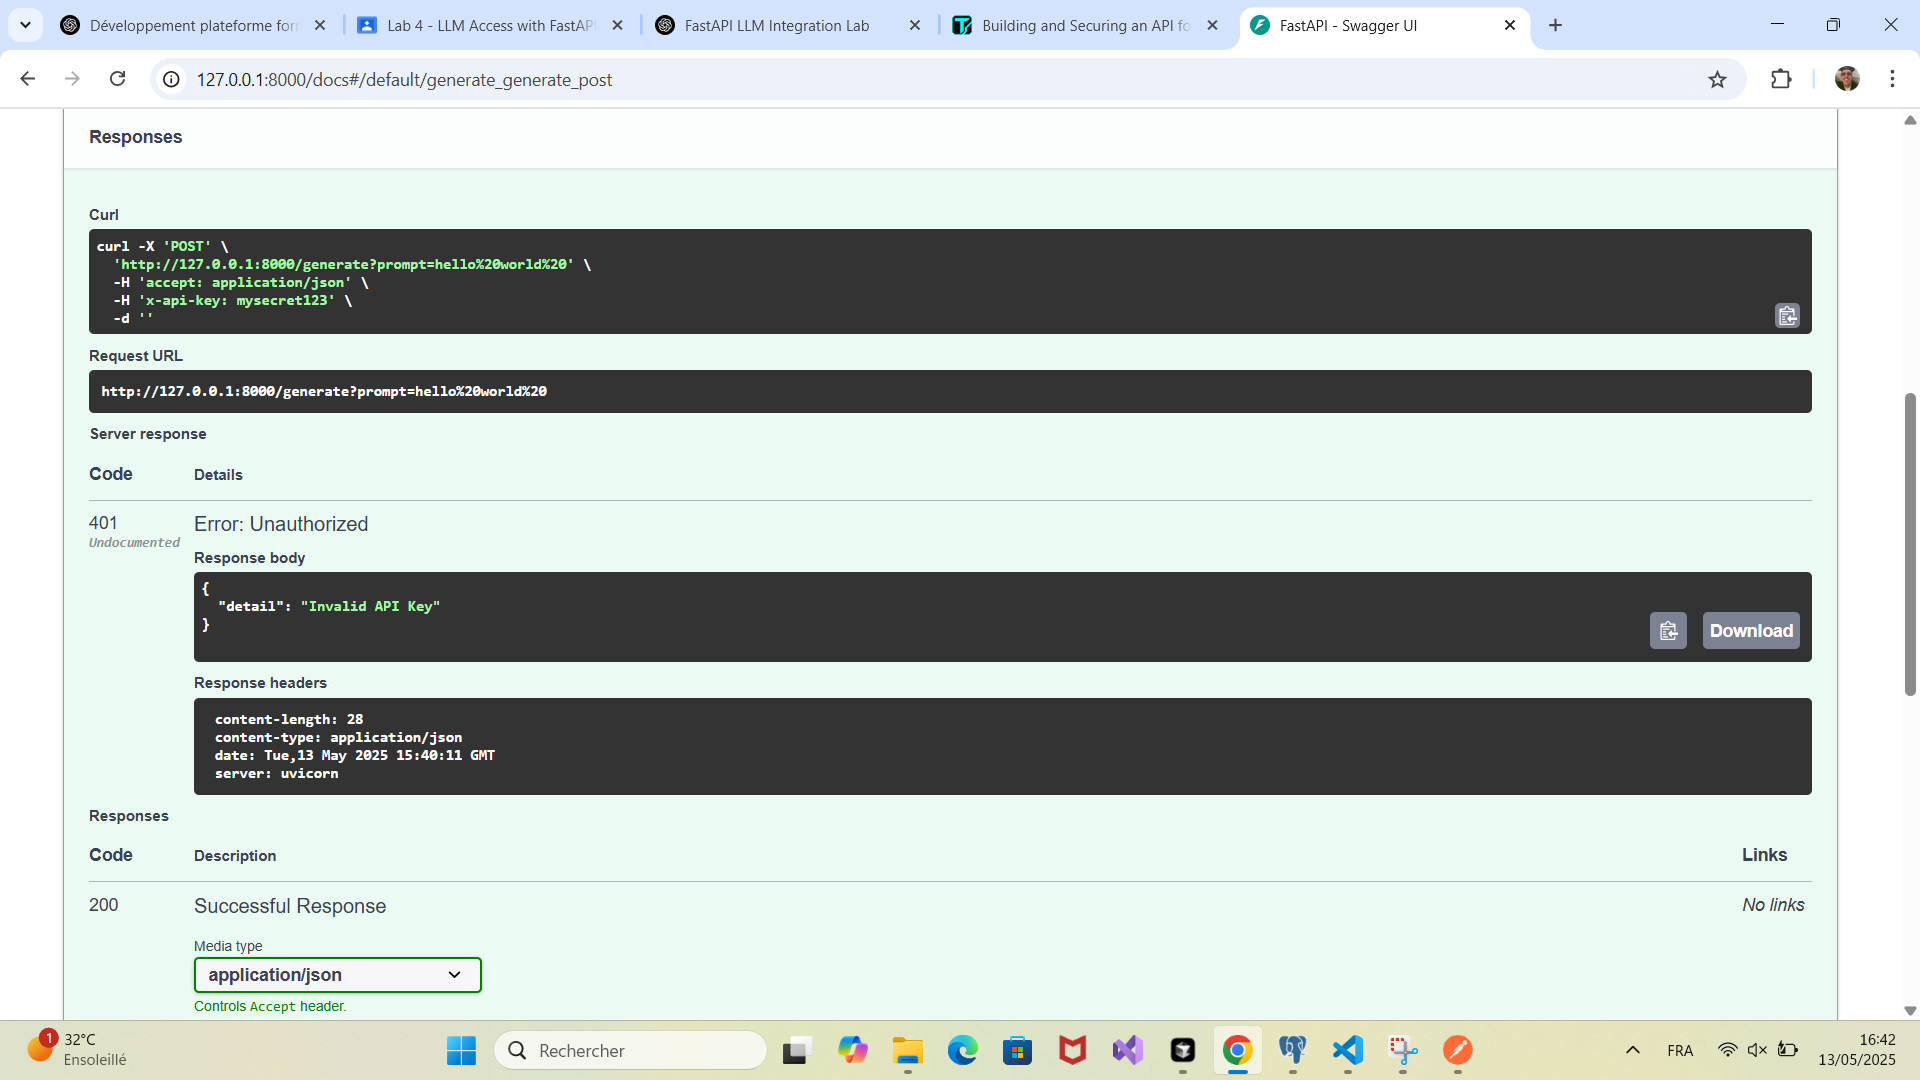 Développement plateforme for
Lab 4 - LLM Access with FastAPI
FastAPI LLM Integration Lab
Building and Securing an API fo
FastAPI - Swagger UI
127.0.0.1:8000/docs#/default/generate_generate_post
Responses
Curl
curl -X 'POST' \
'http://127.0.0.1:8000/generate?prompt=hello%20world%20' \
-H 'accept: application/json' \
-H 'x-api-key: mysecret123' \
-d ''
Request URL
http://127.0.0.1:8000/generate?prompt=hello%20world%20
Server response
Code Details
401 Error: Unauthorized
Undocumented
Response body
{
"detail": "Invalid API Key"
}
Download
Response headers
content-length: 28
content-type: application/json
date: Tue,13 May 2025 15:40:11 GMT
server: uvicorn
Responses
Code Description Links
200 Successful Response No links
Media type
application/json
Controls Accept header.
1
32°C
Ensoleillé
Rechercher
FRA
16:42
13/05/2025